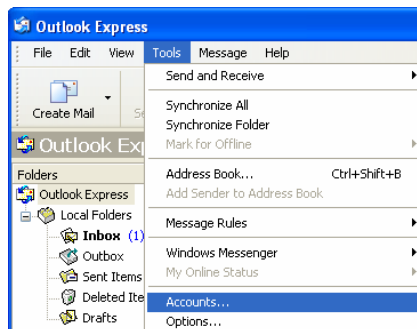 Outlook Express
File Edit View Tools Message Help
Create Mail
Outlook Exp
Folders
Outlook Express
Local Folders
Inbox (1)
Outbox
Sent Items
Deleted Ite
Drafts
Send and Receive
Synchronize All
Synchronize Folder
Mark for Offline
Address Book... Ctrl+Shift+B
Add Sender to Address Book
Message Rules
Windows Messenger
My Online Status
Accounts...
Options...